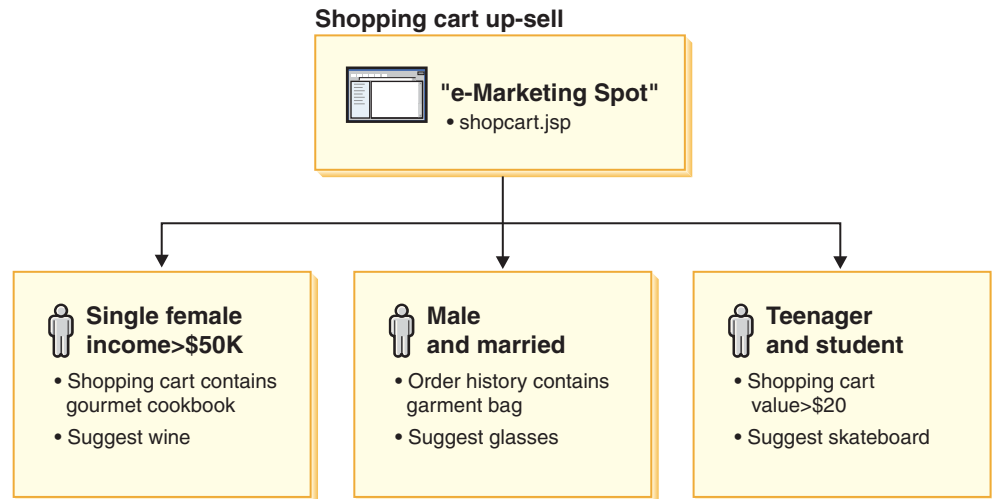 Shopping cart up-sell
"e-Marketing Spot"
• shopcart.jsp
Single female
income>$50K
• Shopping cart contains
gourmet cookbook
• Suggest wine
Male
and married
• Order history contains
garment bag
• Suggest glasses
Teenager
and student
• Shopping cart
value>$20
• Suggest skateboard